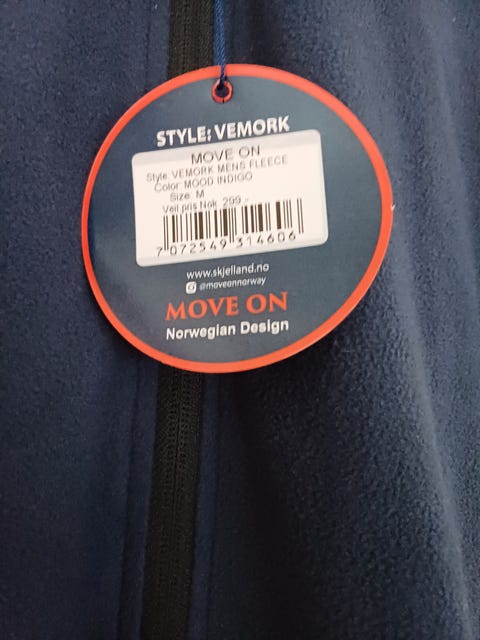 STYLE: VEMORK
MOVE ON
Style: VEMORK MENS FLEECE
Color: MOOD INDIGO
Size: M
Veil pris Nok 299.-
7 072549 314606
www.skjelland.no
@moveonnorway
MOVE ON
Norwegian Design